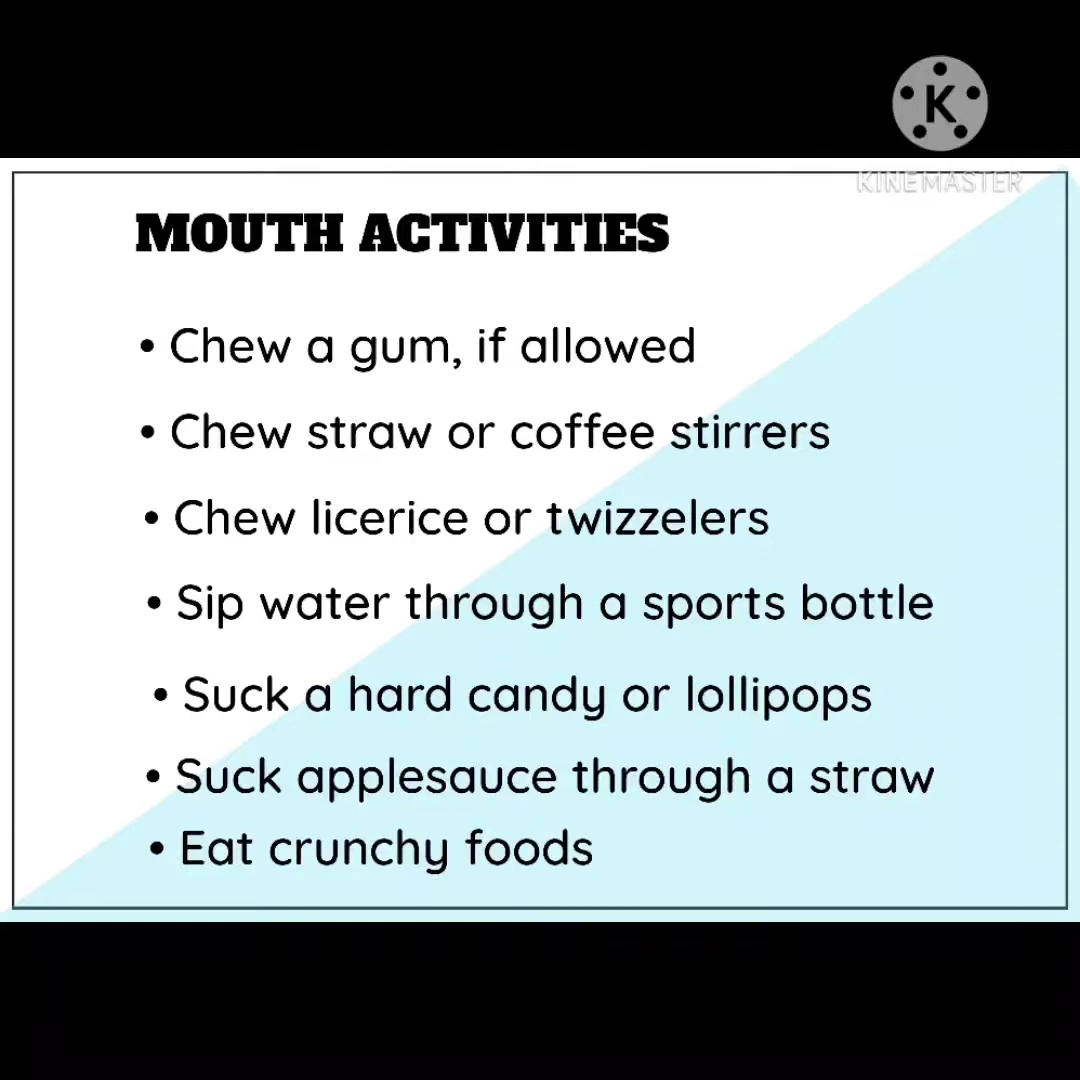 K
KINEMASTER
MOUTH ACTIVITIES
• Chew a gum, if allowed
• Chew straw or coffee stirrers
• Chew licerice or twizzelers
• Sip water through a sports bottle
• Suck a hard candy or lollipops
• Suck applesauce through a straw
• Eat crunchy foods